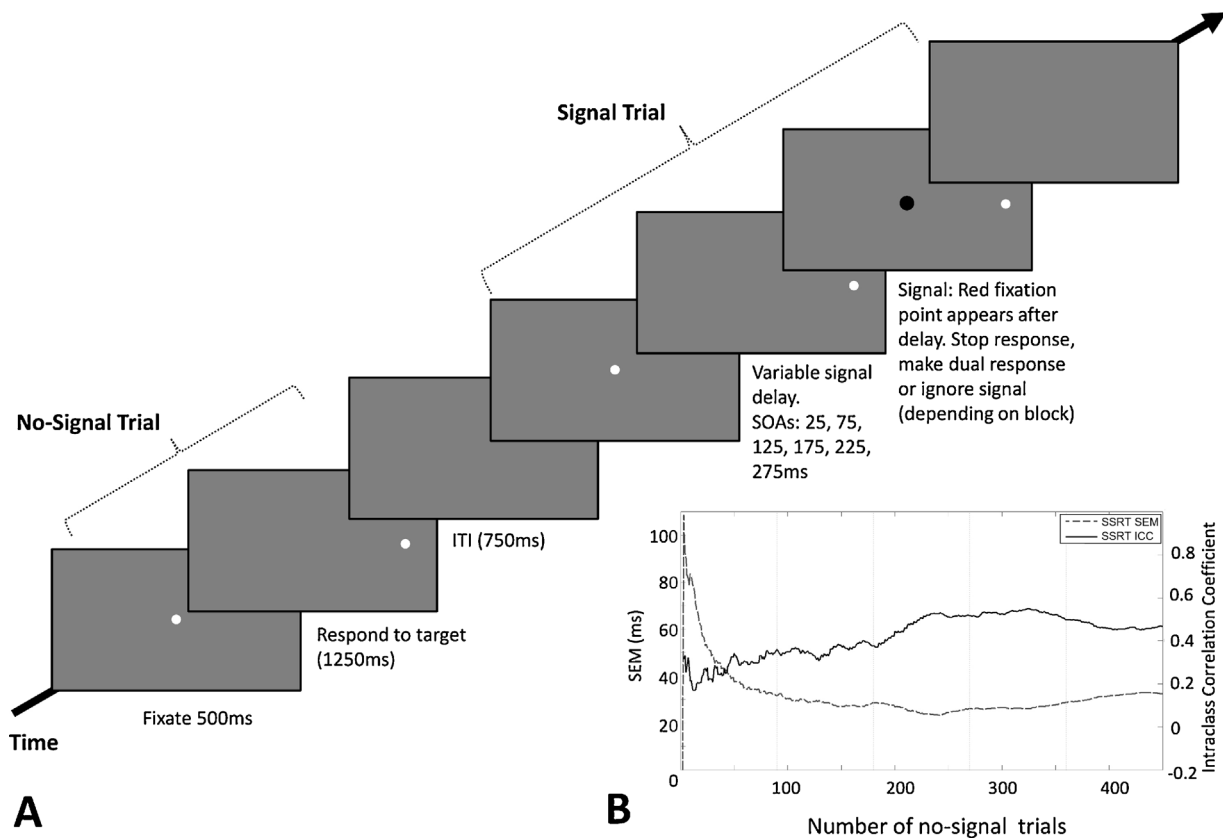 Signal Trial
Signal: Red fixation
point appears after
delay. Stop response,
make dual response
or ignore signal
(depending on block)
Variable signal
delay.
SOAs: 25, 75,
125, 175, 225,
275ms
No-Signal Trial
ITI (750ms)
Respond to target
(1250ms)
Fixate 500ms
Time
A
SSRT SEM
SSRT ICC
100
80
60
40
20
0
SEM (ms)
0.8
0.6
0.4
0.2
0
-0.2
Intraclass Correlation Coefficient
100
200
300
400
Number of no-signal trials
B